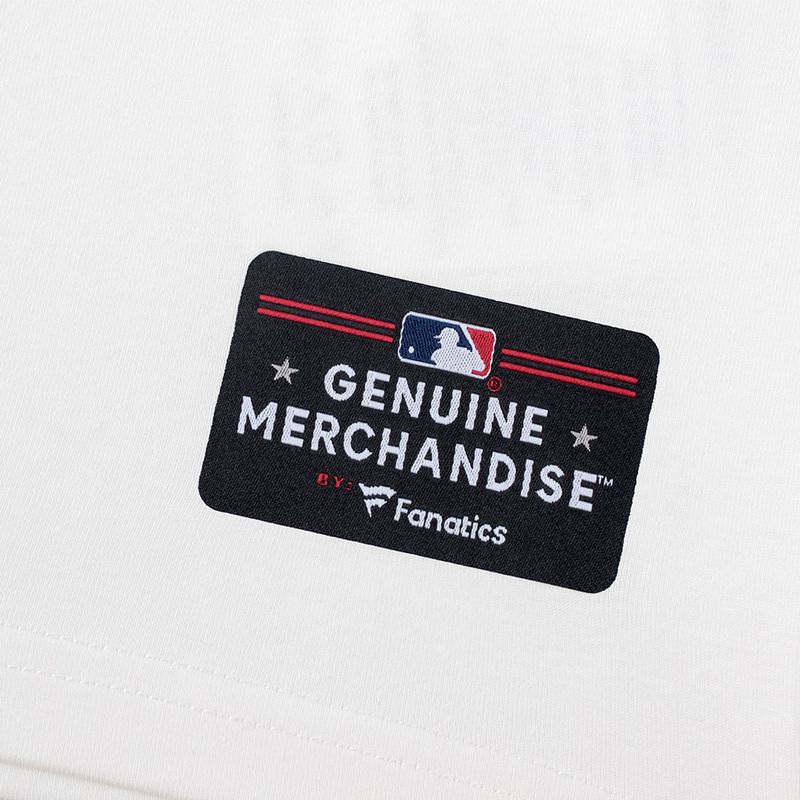 ®
GENUINE
MERCHANDISE™
BY: Fanatics